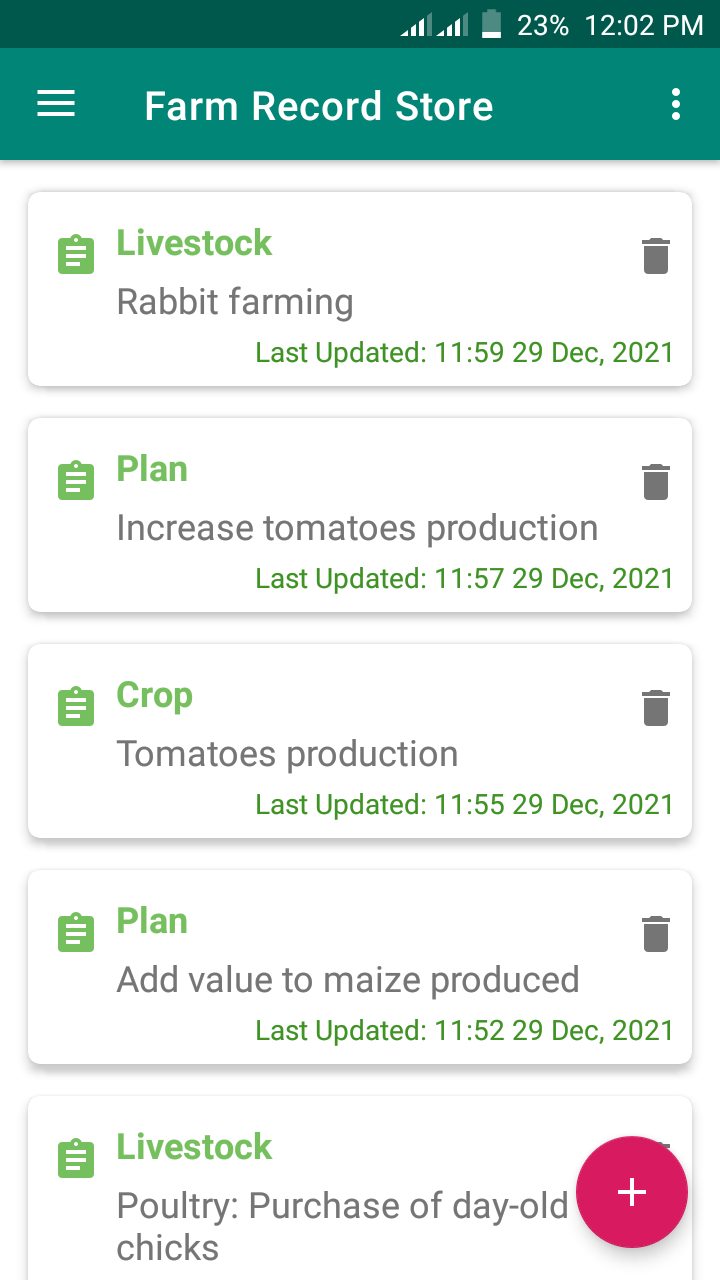 23% 12:02 PM
Farm Record Store
Livestock
Rabbit farming
Last Updated: 11:59 29 Dec, 2021
Plan
Increase tomatoes production
Last Updated: 11:57 29 Dec, 2021
Crop
Tomatoes production
Last Updated: 11:55 29 Dec, 2021
Plan
Add value to maize produced
Last Updated: 11:52 29 Dec, 2021
Livestock
Poultry: Purchase of day-old
chicks